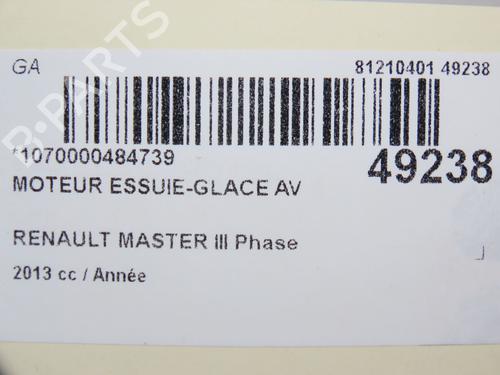 GA
81210401 49238
*1070000484739
49238
MOTEUR ESSUIE-GLACE AV
RENAULT MASTER III Phase
2013 cc / Année
B-PARTS